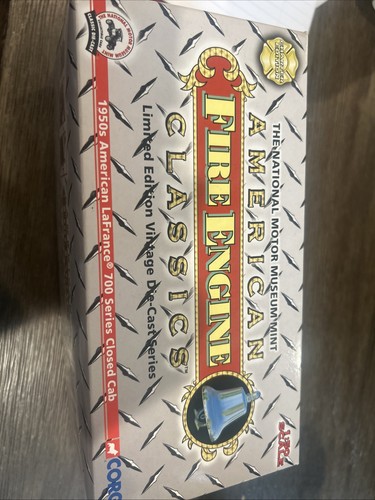 THE NATIONAL MOTOR MUSEUM MINT
AMERICAN
FIRE ENGINE
CLASSICS™
Limited Edition Vintage Die-Cast Series
1950s American LaFrance® 700 Series Closed Cab
CORG